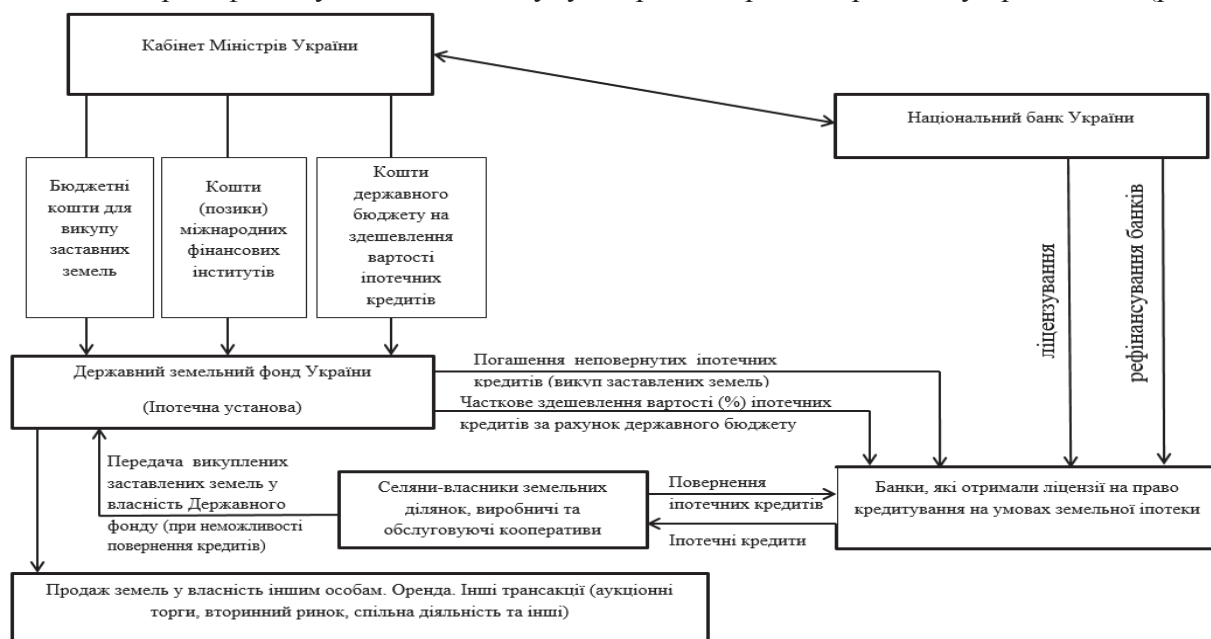 Кабінет Міністрів України
Національний банк України
Бюджетні
кошти для
викупу
заставних
земель
Кошти
(позики)
міжнародних
фінансових
інститутів
Кошти
державного
бюджету на
здешевлення
вартості
іпотечних
кредитів
ліцензування
рефінансування банків
Державний земельний фонд України
(Іпотечна установа)
Погашення неповернутих іпотечних
кредитів (викуп заставлених земель)
Часткове здешевлення вартості (%) іпотечних
кредитів за рахунок державного бюджету
Передача викуплених
заставлених земель у
власність Державного
фонду (при неможливості
повернення кредитів)
Селяни-власники земельних
ділянок, виробничі та
обслуговуючі кооперативи
Повернення
іпотечних кредитів
Іпотечні кредити
Банки, які отримали ліцензії на право
кредитування на умовах земельної іпотеки
Продаж земель у власність іншим особам. Оренда. Інші трансакції (аукціонні
торги, вторинний ринок, спільна діяльність та інші)